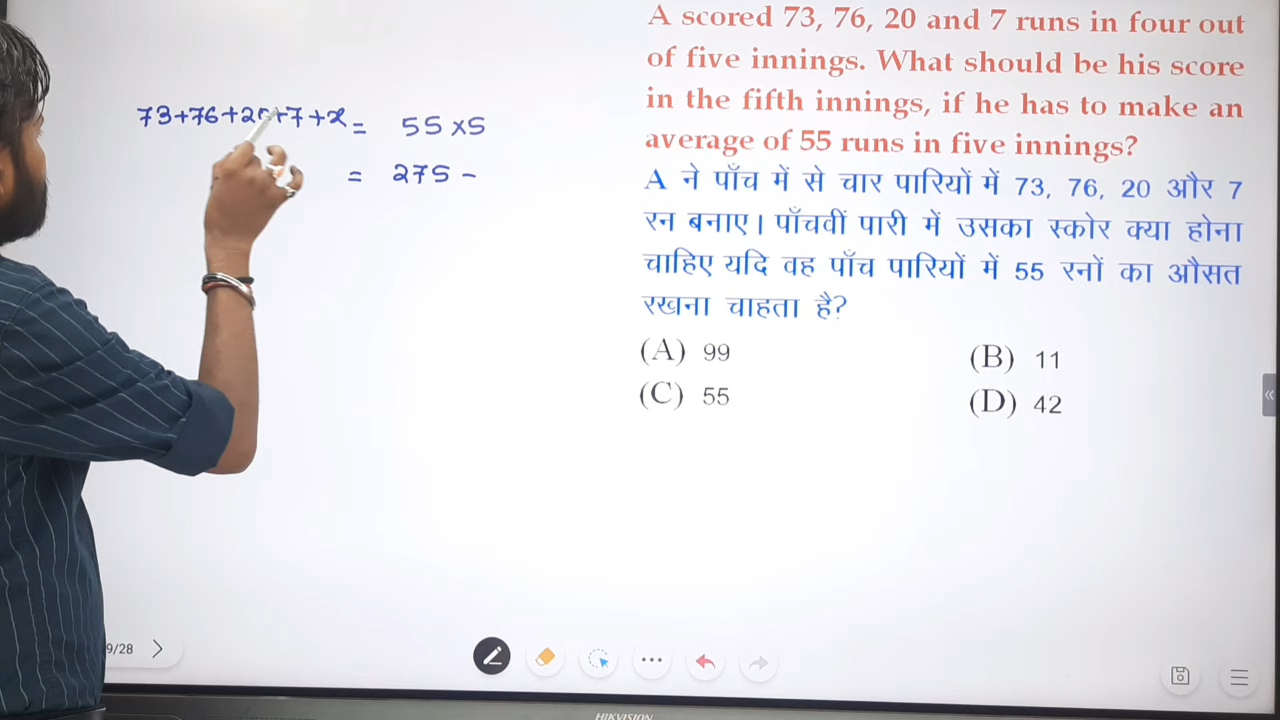 73+76+20+7+x = 55 x5
= 275 -
A scored 73, 76, 20 and 7 runs in four out
of five innings. What should be his score
in the fifth innings, if he has to make an
average of 55 runs in five innings?
A ने पाँच में से चार पारियों में 73, 76, 20 और 7
रन बनाए। पाँचवीं पारी में उसका स्कोर क्या होना
चाहिए यदि वह पाँच पारियों में 55 रनों का औसत
रखना चाहता है?
(A) 99
(B) 11
(C) 55
(D) 42
9/28
HIKVISION